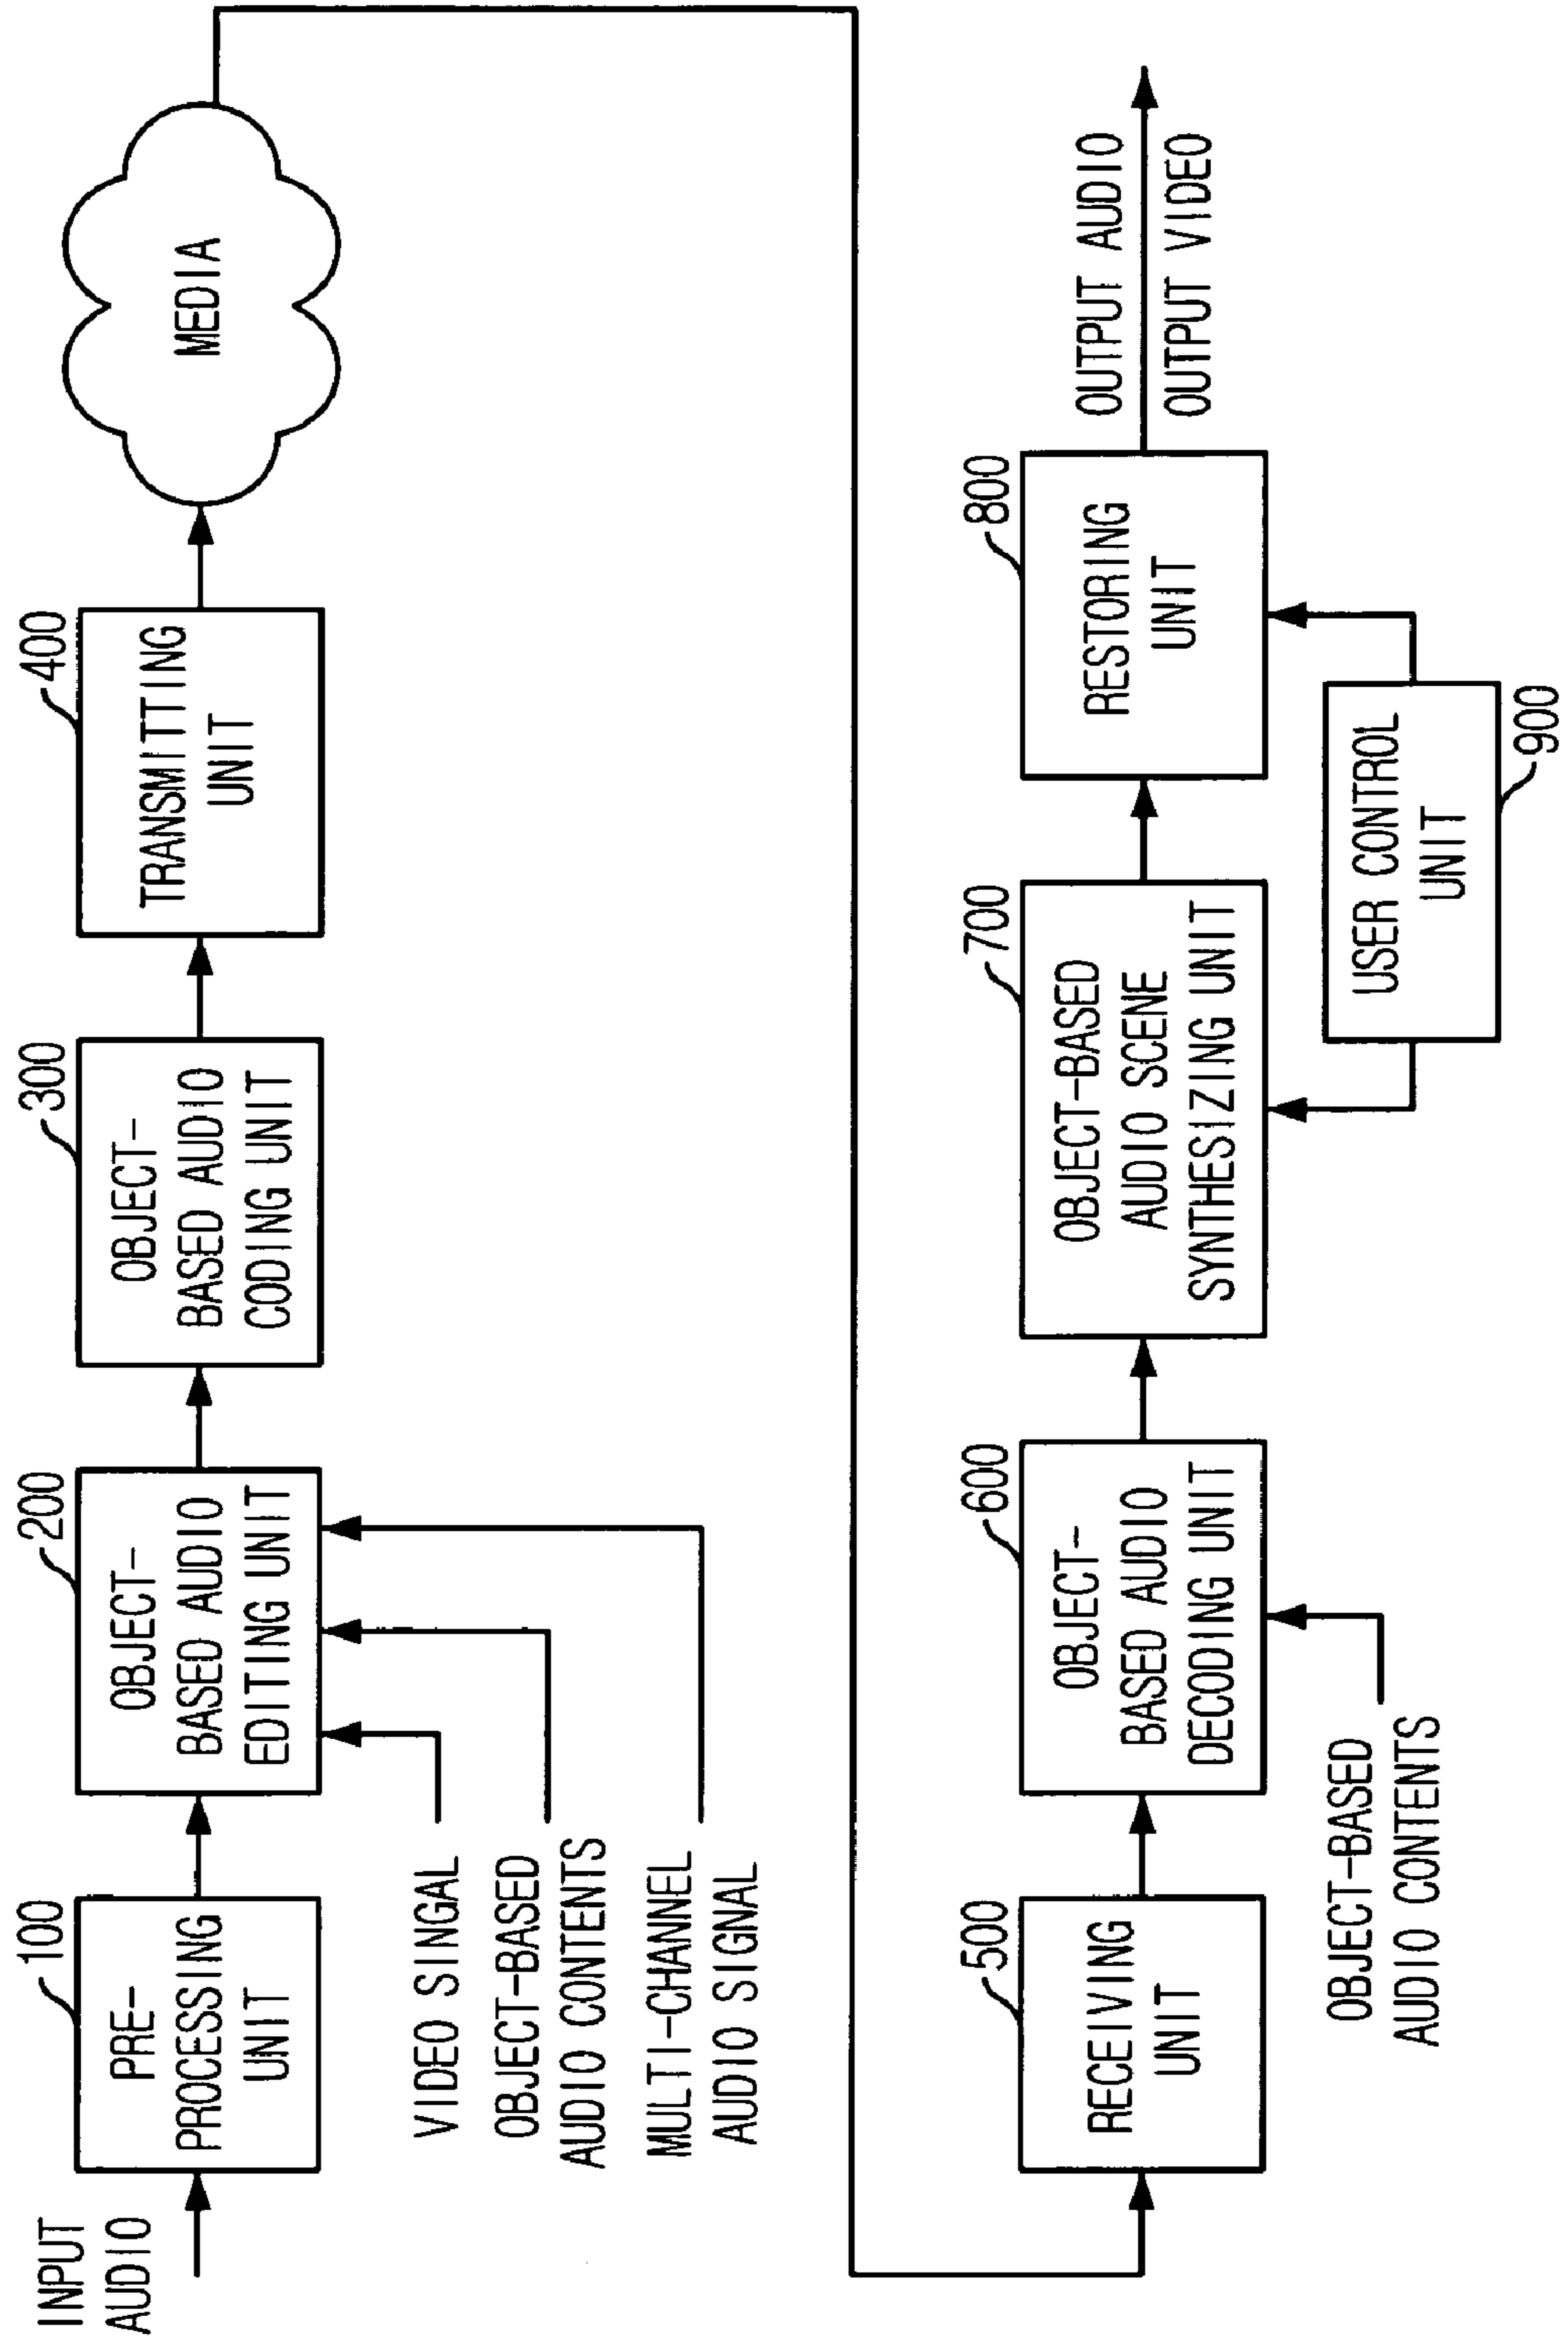 INPUT
AUDIO
100
PRE-
PROCESSING
UNIT
200
OBJECT-
BASED AUDIO
EDITING UNIT
300
OBJECT-
BASED AUDIO
CODING UNIT
400
TRANSMITTING
UNIT
MEDIA
VIDEO SINGAL
OBJECT-BASED
AUDIO CONTENTS
MULTI-CHANNEL
AUDIO SIGNAL
500
RECEIVING
UNIT
600
OBJECT-
BASED AUDIO
DECODING UNIT
OBJECT-BASED
AUDIO CONTENTS
700
OBJECT-BASED
AUDIO SCENE
SYNTHESIZING UNIT
800
RESTORING
UNIT
USER CONTROL
UNIT
900
OUTPUT AUDIO
OUTPUT VIDEO